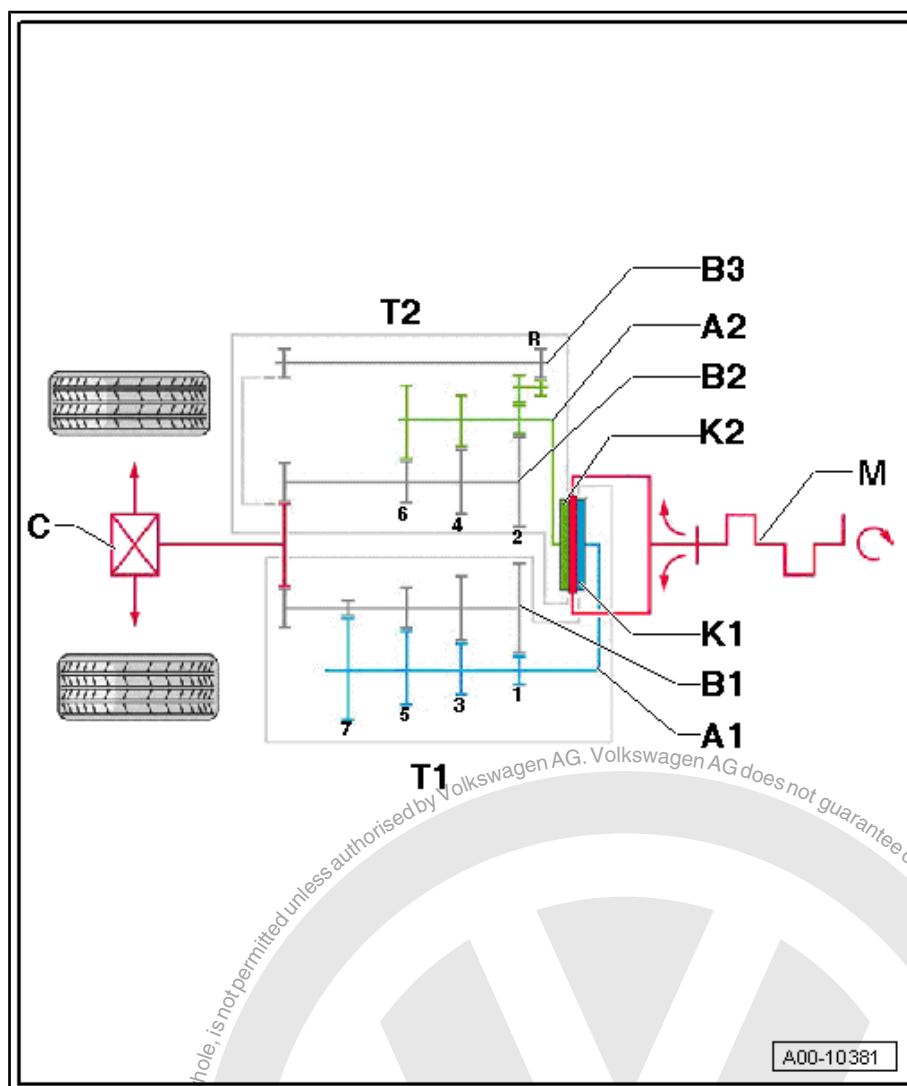 B3
T2
A2
R
B2
K2
M
C
6
4
2
K1
B1
1
3
5
7
A1
T1
hole, is not permitted unless authorised by Volkswagen AG. Volkswagen AG does not guarantee
A00-10381